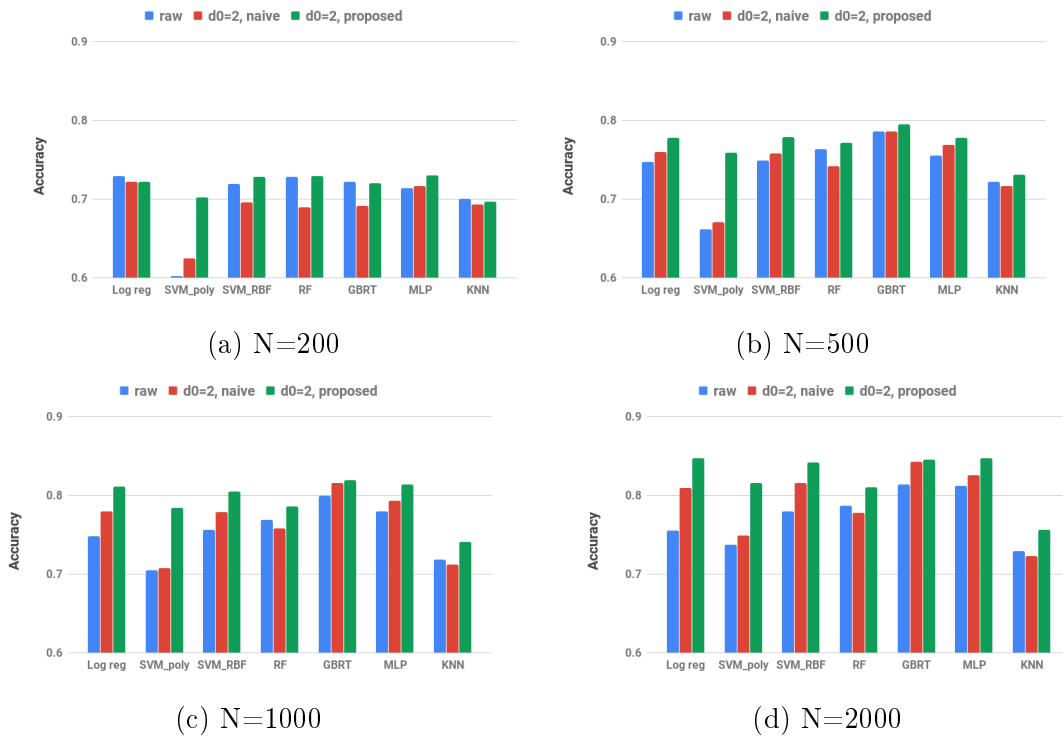 raw d0=2, naive d0=2, proposed
0.9
0.8
0.7
0.6
Accuracy
Log reg SVM_poly SVM_RBF RF GBRT MLP KNN
(a) N=200
raw d0=2, naive d0=2, proposed
0.9
0.8
0.7
0.6
Accuracy
Log reg SVM_poly SVM_RBF RF GBRT MLP KNN
(b) N=500
raw d0=2, naive d0=2, proposed
0.9
0.8
0.7
0.6
Accuracy
Log reg SVM_poly SVM_RBF RF GBRT MLP KNN
(c) N=1000
raw d0=2, naive d0=2, proposed
0.9
0.8
0.7
0.6
Accuracy
Log reg SVM_poly SVM_RBF RF GBRT MLP KNN
(d) N=2000